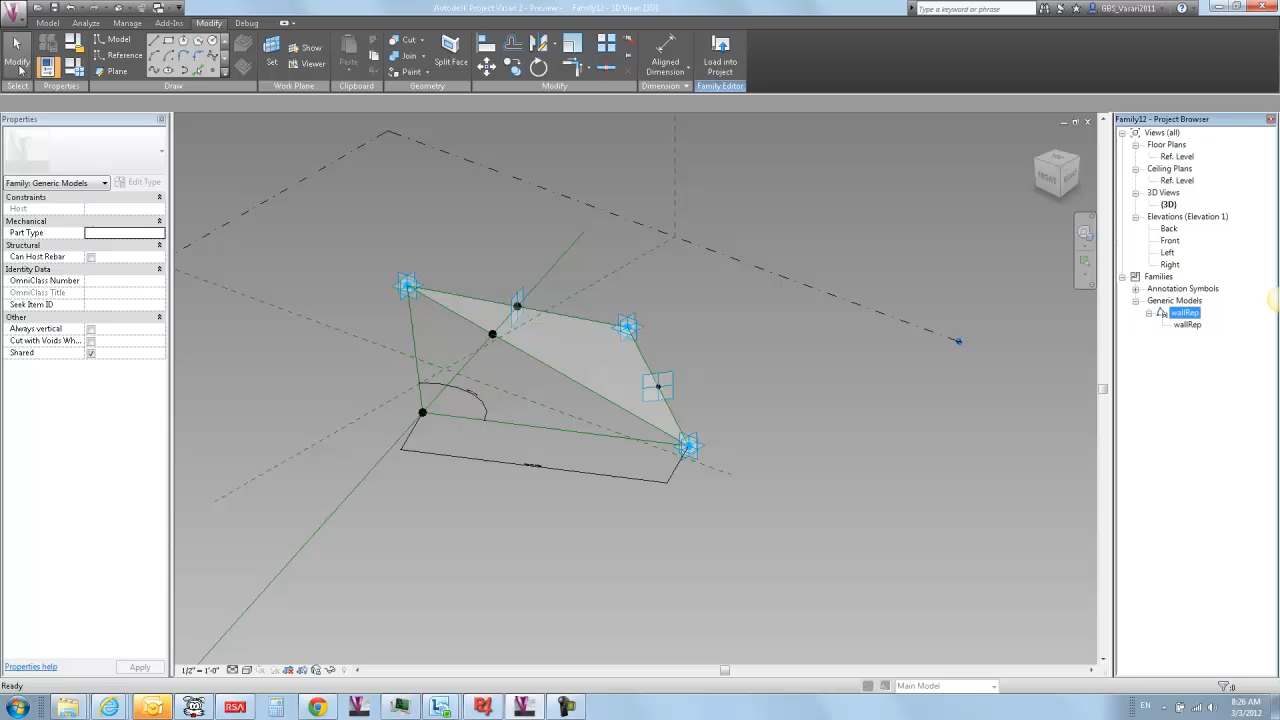 Autodesk Project Vasari 2 - Preview - Family12 - 3D View: {3D}
Type a keyword or phrase
GBS_Vasari2011
Model Analyze Manage Add-Ins Modify Debug
Modify
Select
Properties
Model
Reference
Plane
Draw
Set
Show
Viewer
Work Plane
Paste
Clipboard
Cut
Join
Paint
Split Face
Geometry
Modify
Aligned
Dimension
Dimension
Load into
Project
Family Editor
Properties
Family: Generic Models
Edit Type
Constraints
Host
Mechanical
Part Type
Structural
Can Host Rebar
Identity Data
OmniClass Number
OmniClass Title
Seek Item ID
Other
Always vertical
Cut with Voids Wh...
Shared
Properties help
Apply
FRONT
RIGHT
1/2" = 1'-0"
Family12 - Project Browser
Views (all)
Floor Plans
Ref. Level
Ceiling Plans
Ref. Level
3D Views
{3D}
Elevations (Elevation 1)
Back
Front
Left
Right
Families
Annotation Symbols
Generic Models
wallRep
wallRep
Ready
Main Model
:0
RSA
EN
8:26 AM
3/3/2012